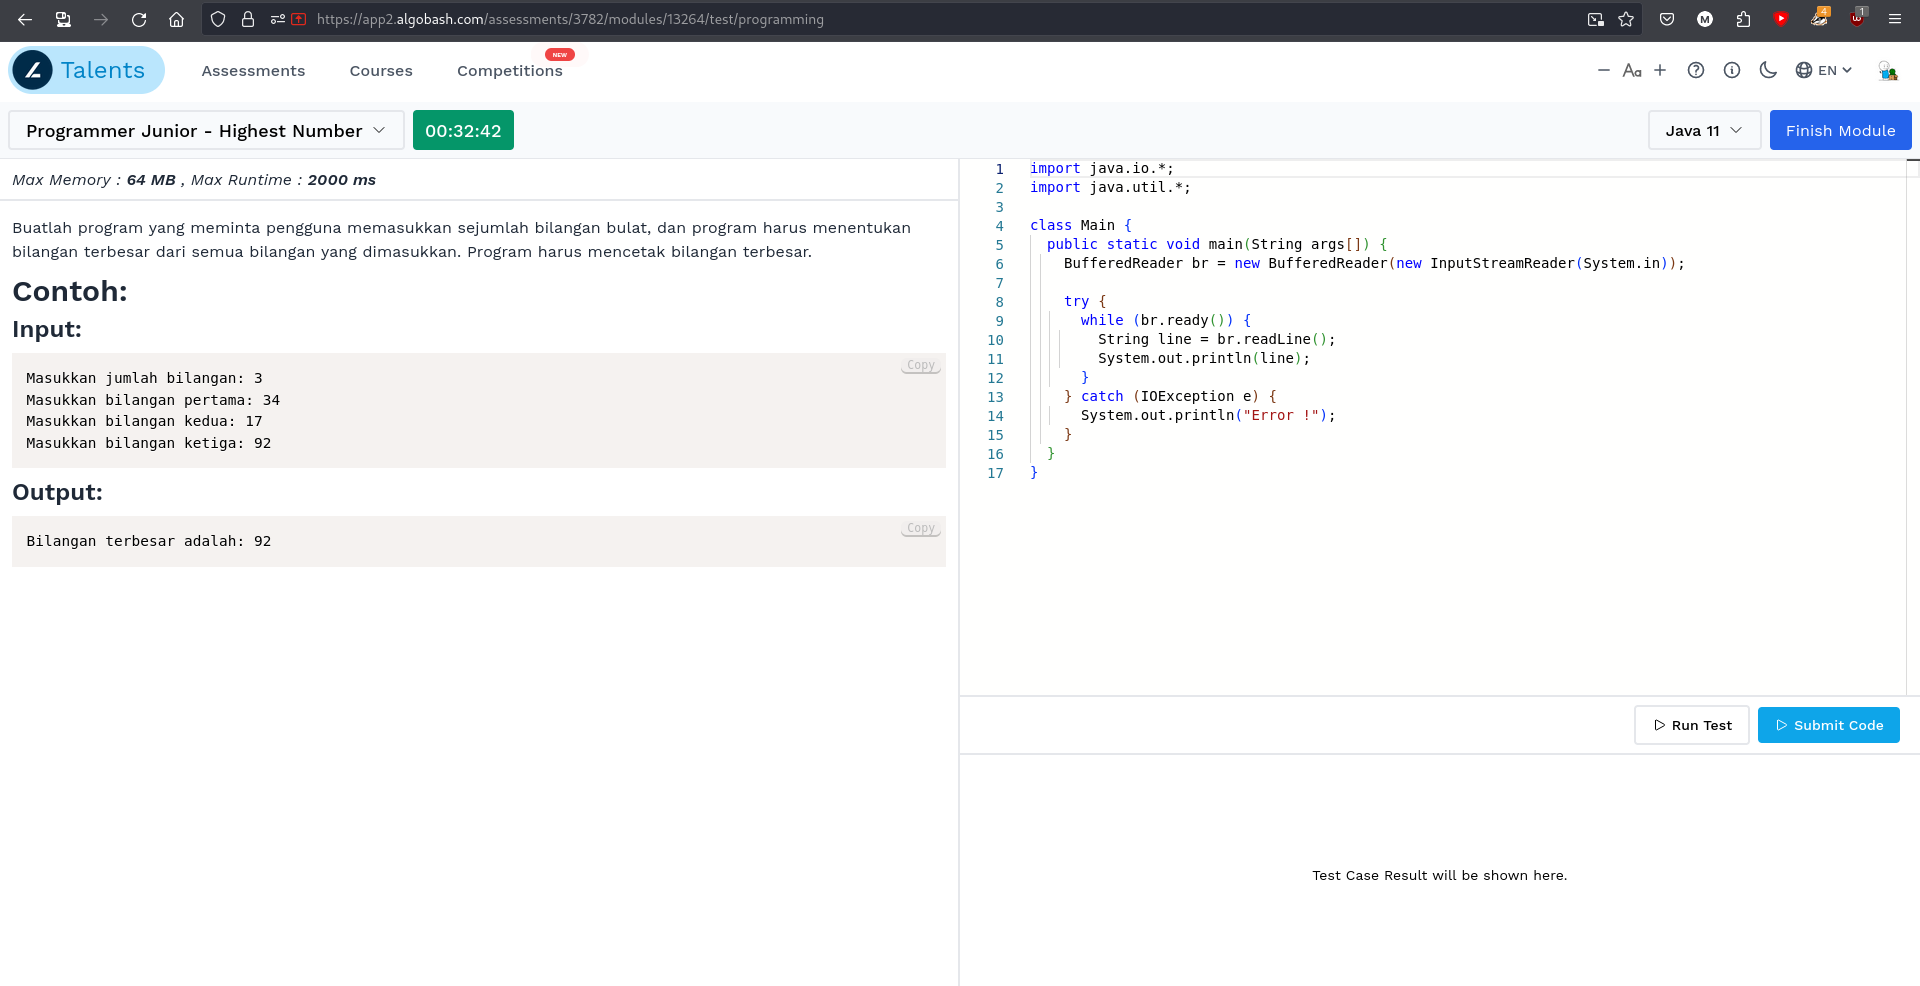 https://app2.algobash.com/assessments/3782/modules/13264/test/programming
M
4
1
Talents
Assessments
Courses
Competitions
NEW
Aa
EN
Programmer Junior - Highest Number
00:32:42
Java 11
Finish Module
Max Memory : 64 MB , Max Runtime : 2000 ms
Buatlah program yang meminta pengguna memasukkan sejumlah bilangan bulat, dan program harus menentukan
bilangan terbesar dari semua bilangan yang dimasukkan. Program harus mencetak bilangan terbesar.
Contoh:
Input:
Copy
Masukkan jumlah bilangan: 3
Masukkan bilangan pertama: 34
Masukkan bilangan kedua: 17
Masukkan bilangan ketiga: 92
Output:
Copy
Bilangan terbesar adalah: 92
1 import java.io.*;
2 import java.util.*;
3
4 class Main {
5   public static void main(String args[]) {
6     BufferedReader br = new BufferedReader(new InputStreamReader(System.in));
7
8     try {
9       while (br.ready()) {
10         String line = br.readLine();
11         System.out.println(line);
12       }
13     } catch (IOException e) {
14       System.out.println("Error !");
15     }
16   }
17 }
Run Test
Submit Code
Test Case Result will be shown here.